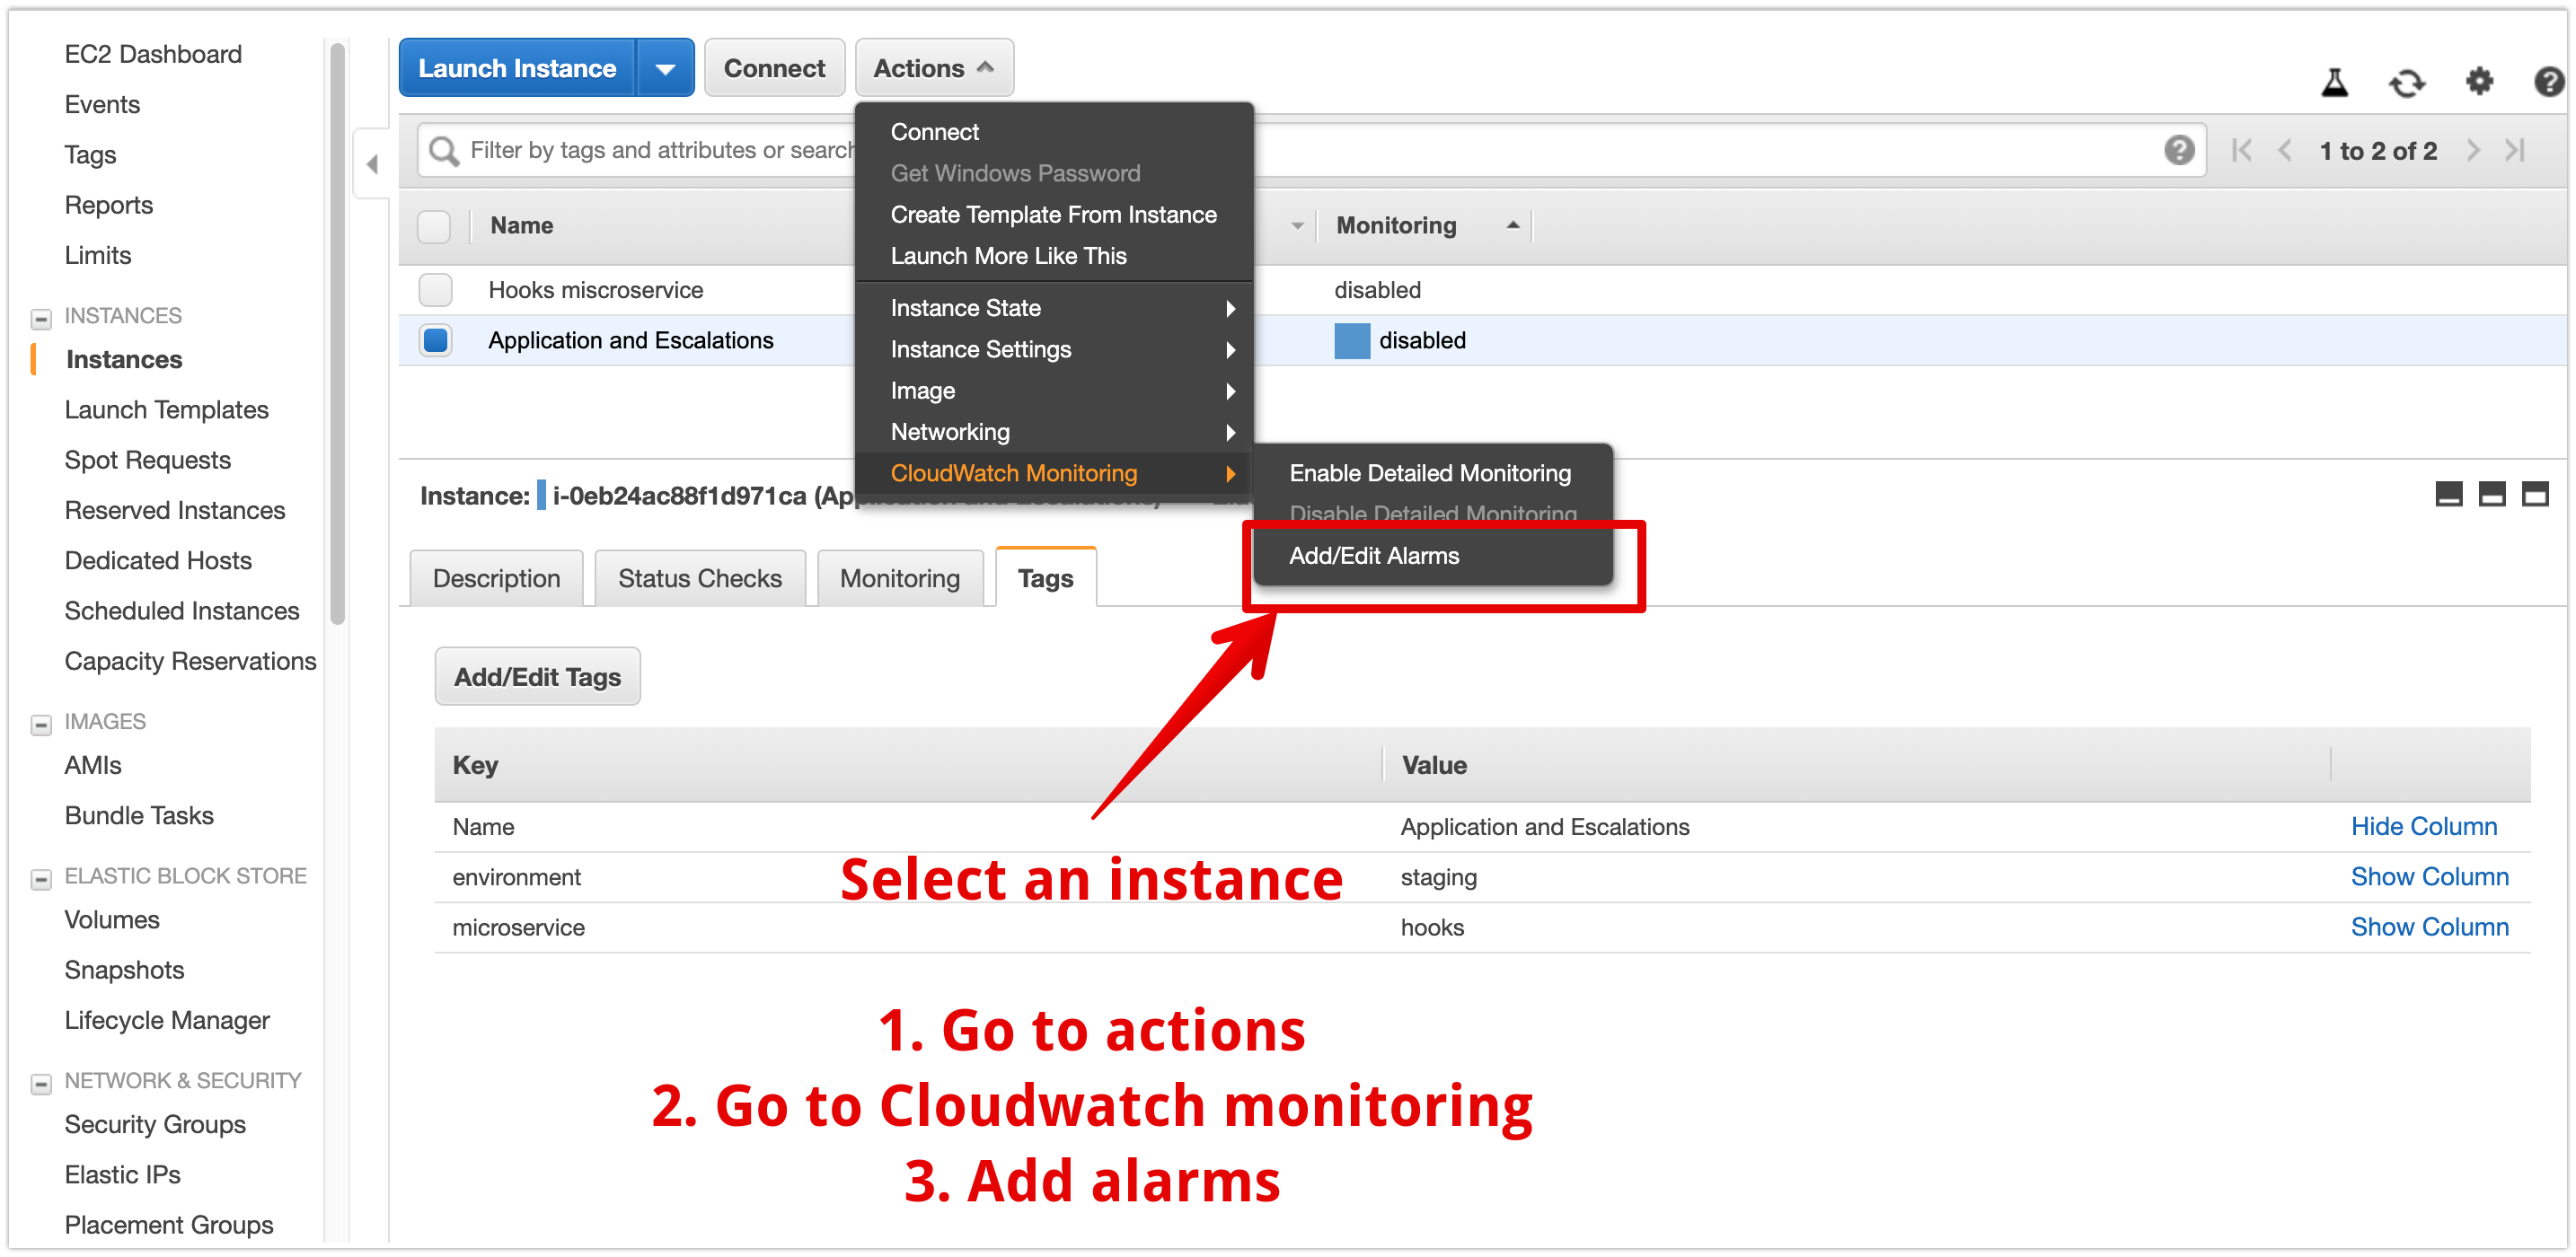 EC2 Dashboard
Events
Tags
Reports
Limits
INSTANCES
Instances
Launch Templates
Spot Requests
Reserved Instances
Dedicated Hosts
Scheduled Instances
Capacity Reservations
IMAGES
AMIs
Bundle Tasks
ELASTIC BLOCK STORE
Volumes
Snapshots
Lifecycle Manager
NETWORK & SECURITY
Security Groups
Elastic IPs
Placement Groups
Launch Instance
Connect
Actions
Filter by tags and attributes or search
1 to 2 of 2
Name Monitoring
Hooks miscroservice disabled
Application and Escalations disabled
Connect
Get Windows Password
Create Template From Instance
Launch More Like This
Instance State
Instance Settings
Image
Networking
CloudWatch Monitoring
Enable Detailed Monitoring
Disable Detailed Monitoring
Add/Edit Alarms
Instance: i-0eb24ac88f1d971ca (Application and Escalations)
Description
Status Checks
Monitoring
Tags
Add/Edit Tags
Key Value
Name Application and Escalations Hide Column
environment staging Show Column
microservice hooks Show Column
Select an instance
1. Go to actions
2. Go to Cloudwatch monitoring
3. Add alarms